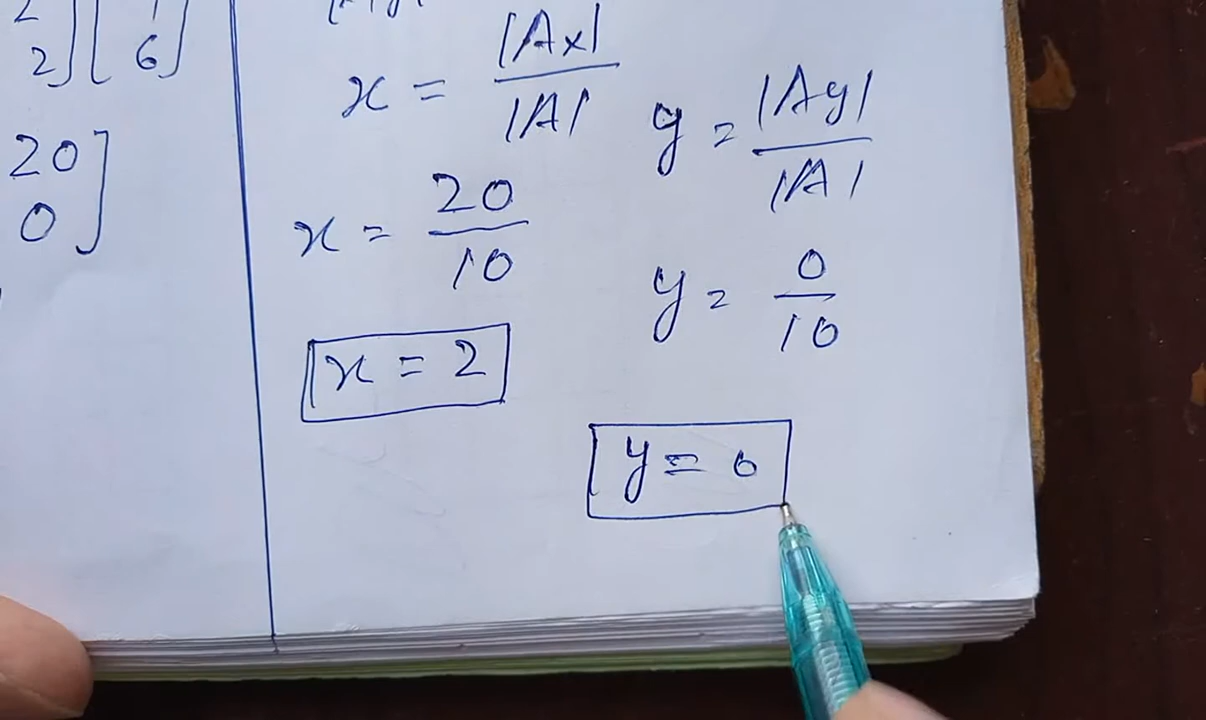 2]
6]
20]
0]
x = |Ax| / |A|
x = 20 / 10
x = 2
y = |Ay| / |A|
y = 0 / 10
y = 0